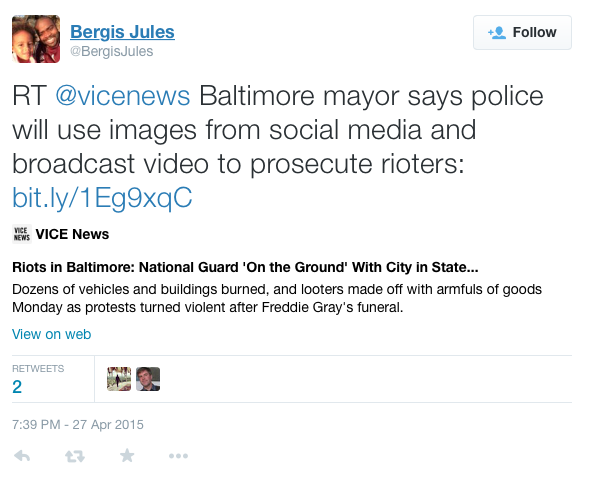 Bergis Jules
@BergisJules
Follow
RT @vicenews Baltimore mayor says police
will use images from social media and
broadcast video to prosecute rioters:
bit.ly/1Eg9xqC
VICE NEWS VICE News
Riots in Baltimore: National Guard 'On the Ground' With City in State...
Dozens of vehicles and buildings burned, and looters made off with armfuls of goods
Monday as protests turned violent after Freddie Gray's funeral.
View on web
RETWEETS
2
7:39 PM - 27 Apr 2015